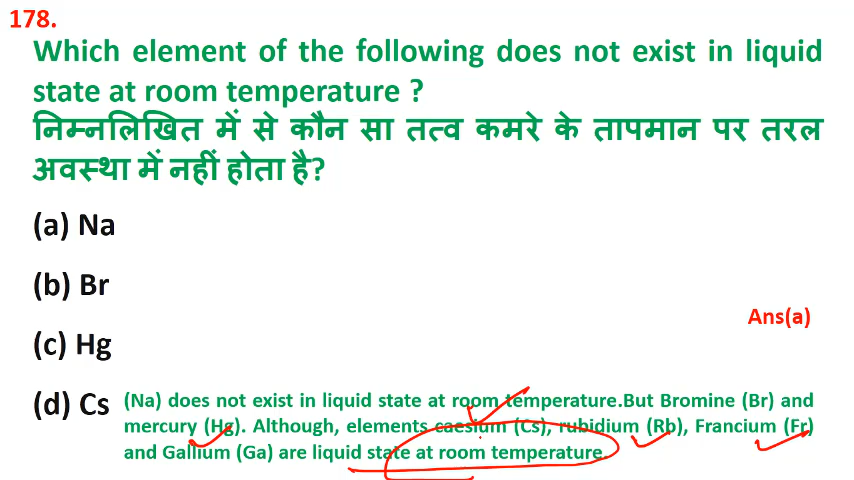 178.
Which element of the following does not exist in liquid
state at room temperature ?
निम्नलिखित में से कौन सा तत्व कमरे के तापमान पर तरल
अवस्था में नहीं होता है?
(a) Na
(b) Br
Ans(a)
(c) Hg
(d) Cs
(Na) does not exist in liquid state at room temperature.But Bromine (Br) and
mercury (Hg). Although, elements caesium (Cs), rubidium (Rb), Francium (Fr)
and Gallium (Ga) are liquid state at room temperature.